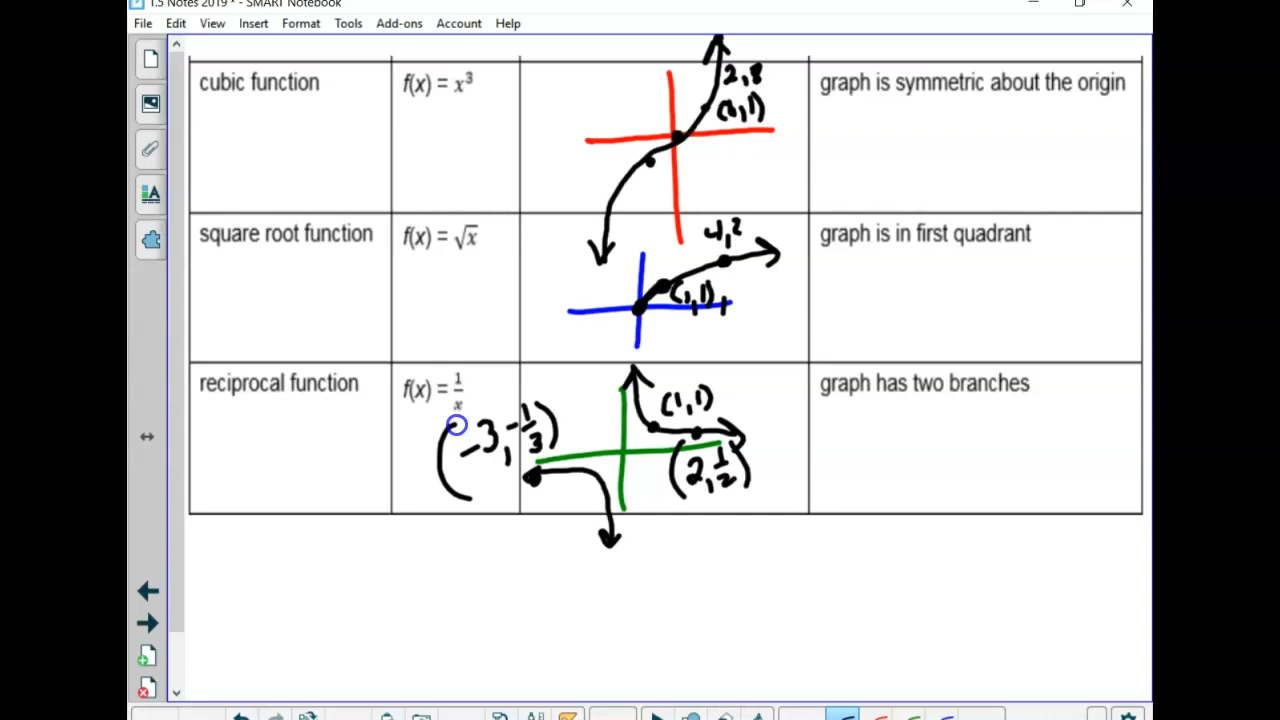 1.5 Notes 2019 * - SMART Notebook
File Edit View Insert Format Tools Add-ons Account Help
cubic function
f(x) = x³
2,8
(1,1)
graph is symmetric about the origin
square root function
f(x) = √x
4,2
(1,1)
graph is in first quadrant
reciprocal function
f(x) = 1/x
(1,1)
(2,1/2)
(-3,-1/3)
graph has two branches